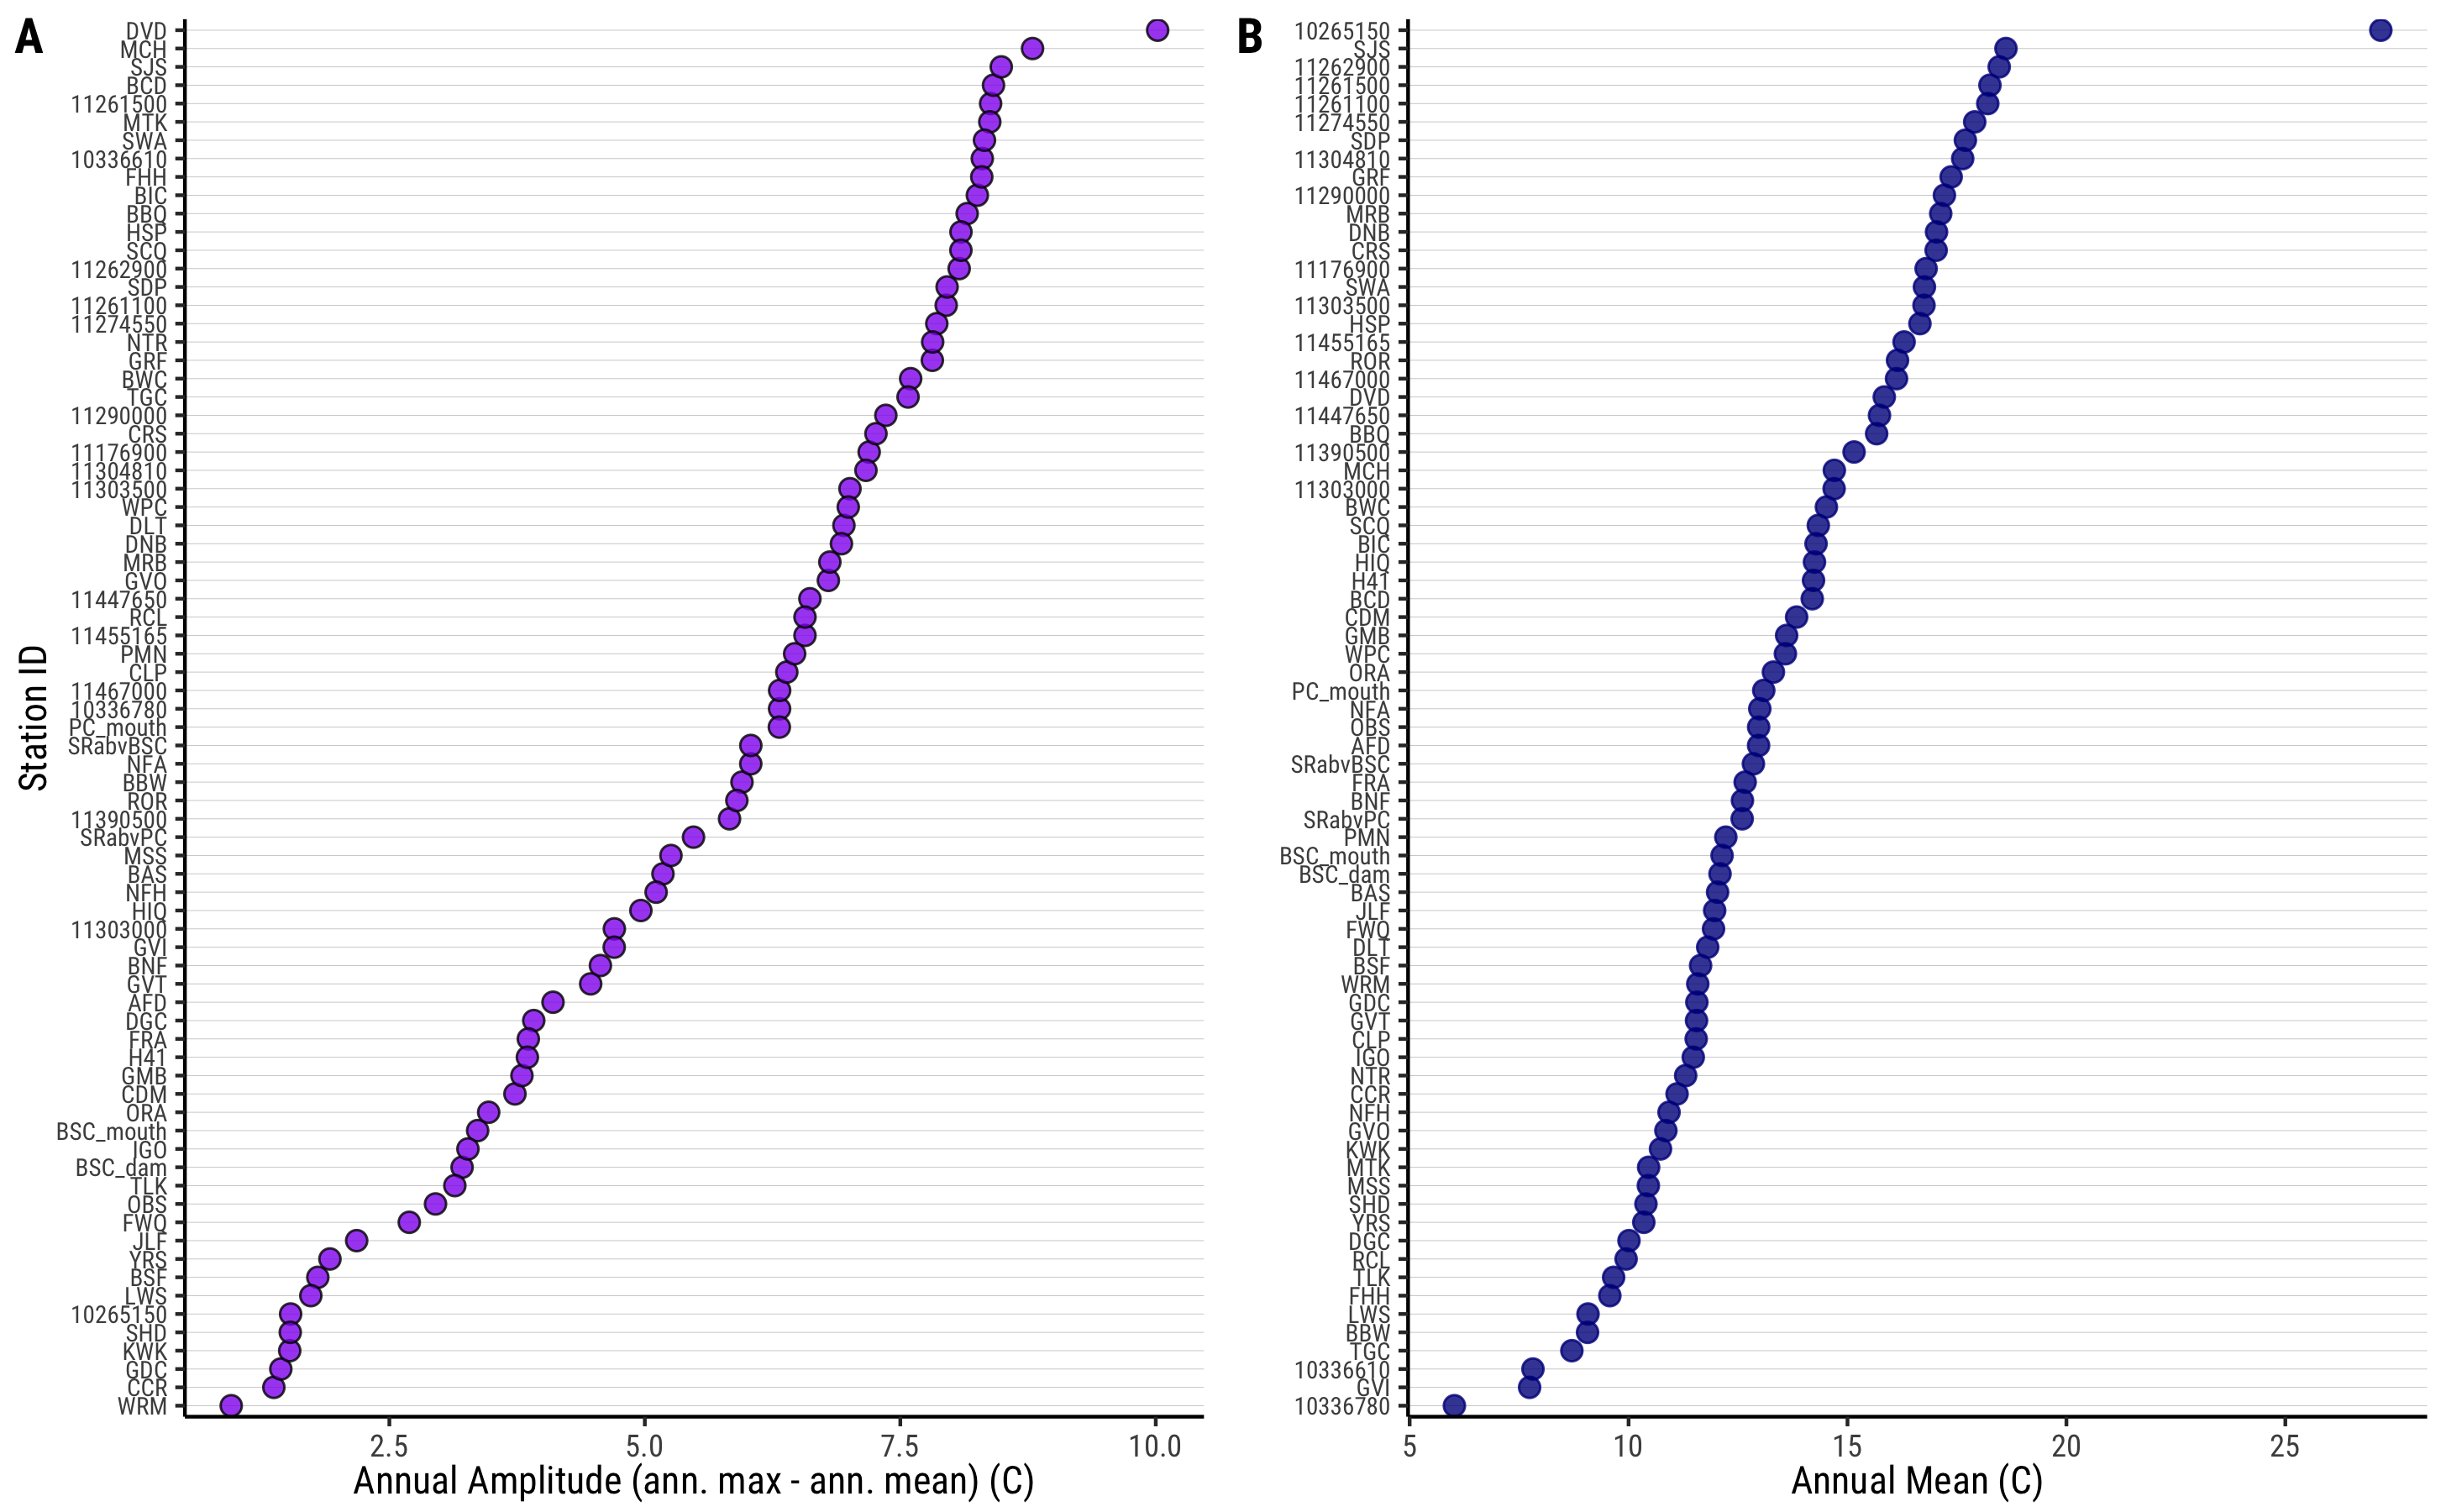 A
DVD
MCH
SJS
BCD
11261500
MTK
SWA
10336610
FHH
BIC
BBQ
HSP
SCQ
11262900
SDP
11261100
11274550
NTR
GRF
BWC
TGC
11290000
CRS
11176900
11304810
11303500
WPC
DLT
DNB
MRB
GVO
11447650
RCL
11455165
PMN
CLP
11467000
10336780
PC_mouth
SRabvBSC
NFA
BBW
ROR
11390500
SRabvPC
MSS
BAS
NFH
HIQ
11303000
GVI
BNF
GVT
AFD
DGC
FRA
H41
GMB
CDM
ORA
BSC_mouth
IGO
BSC_dam
TLK
OBS
FWQ
JLF
YRS
BSF
LWS
10265150
SHD
KWK
GDC
CCR
WRM
Station ID
2.5 5.0 7.5 10.0
Annual Amplitude (ann. max - ann. mean) (C)
B
10265150
SJS
11262900
11261500
11261100
11274550
SDP
11304810
GRF
11290000
MRB
DNB
CRS
11176900
SWA
11303500
HSP
11455165
ROR
11467000
DVD
11447650
BBQ
11390500
MCH
11303000
BWC
SCQ
BIC
HIQ
H41
BCD
CDM
GMB
WPC
ORA
PC_mouth
NFA
OBS
AFD
SRabvBSC
FRA
BNF
SRabvPC
PMN
BSC_mouth
BSC_dam
BAS
JLF
FWQ
DLT
BSF
WRM
GDC
GVT
CLP
IGO
NTR
CCR
NFH
GVO
KWK
MTK
MSS
SHD
YRS
DGC
RCL
TLK
FHH
LWS
BBW
TGC
10336610
GVI
10336780
5 10 15 20 25
Annual Mean (C)